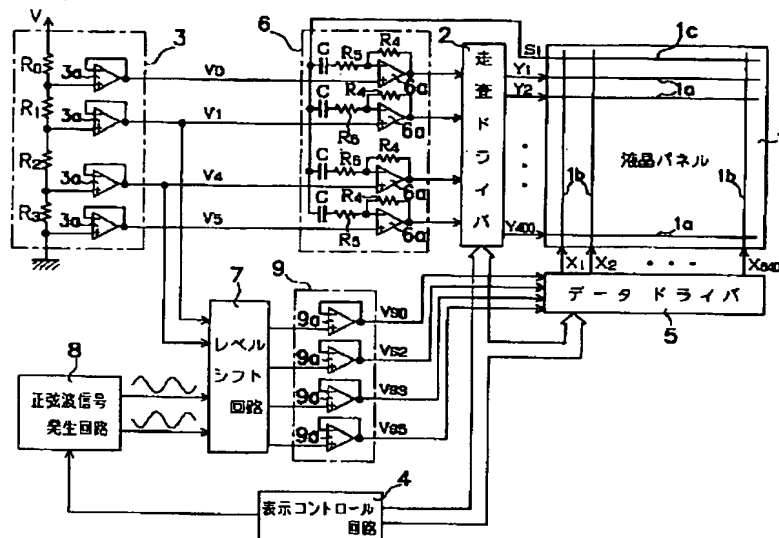 V
3
R0
3a
V0
R1
3a
V1
R2
3a
V4
R3
3a
V5
6
C
R5
R4
6a
C
R4
R5
6a
C
R5
R4
6a
C
R4
R5
6a
2
走査ドライバ
S1
Y1
Y2
Y400
1c
1a
液晶パネル
1b
1b
1a
X1
X2
X640
データドライバ
5
7
レベル
シフト
回路
9
9a
VS0
9a
VS2
9a
VS3
9a
VS5
8
正弦波信号
発生回路
4
表示コントロール
回路